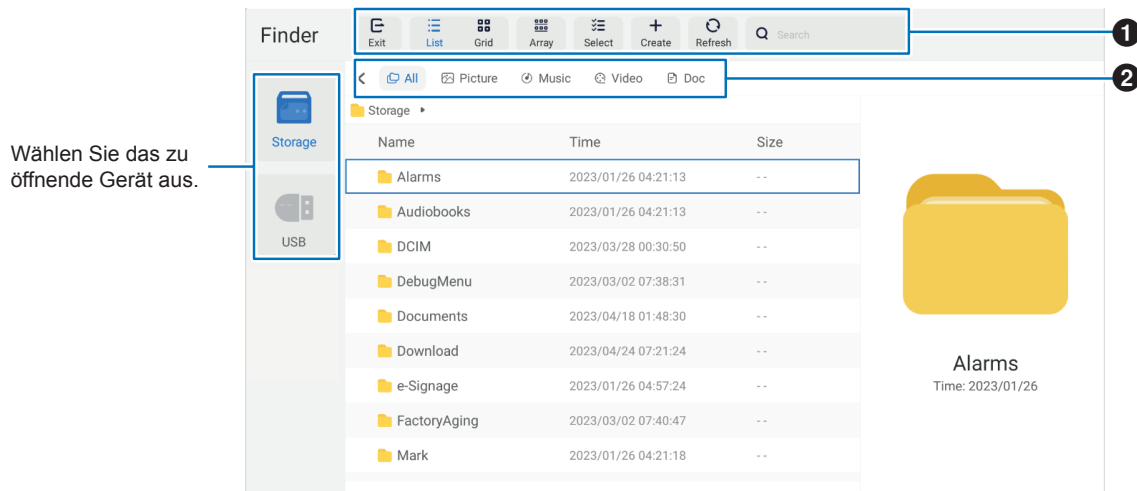 Finder
Exit List Grid Array Select Create Refresh Search
1
All Picture Music Video Doc
2
Storage
Wählen Sie das zu
öffnende Gerät aus.
Storage
USB
Name Time Size
Alarms 2023/01/26 04:21:13 - -
Audiobooks 2023/01/26 04:21:13 - -
DCIM 2023/03/28 00:30:50 - -
DebugMenu 2023/03/02 07:38:31 - -
Documents 2023/04/18 01:48:30 - -
Download 2023/04/24 07:21:24 - -
e-Signage 2023/01/26 04:57:24 - -
FactoryAging 2023/03/02 07:40:47 - -
Mark 2023/01/26 04:21:18 - -
Alarms
Time: 2023/01/26